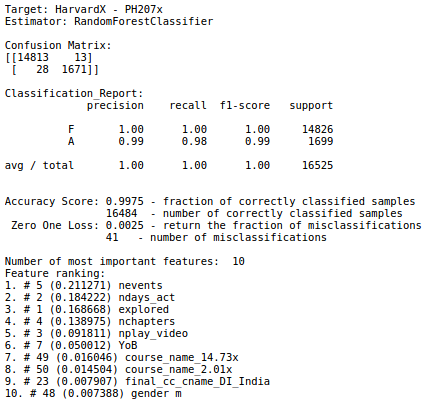 Target: HarvardX - PH207x
Estimator: RandomForestClassifier
Confusion Matrix:
[[14813    13]
 [   28  1671]]
Classification_Report:
             precision    recall  f1-score   support
          F       1.00      1.00      1.00     14826
          A       0.99      0.98      0.99      1699
avg / total       1.00      1.00      1.00     16525
Accuracy Score: 0.9975 - fraction of correctly classified samples
                16484  - number of correctly classified samples
 Zero One Loss: 0.0025 - return the fraction of misclassifications
                41   - number of misclassifications
Number of most important features:  10
Feature ranking:
1. # 5 (0.211271) nevents
2. # 2 (0.184222) ndays_act
3. # 1 (0.168668) explored
4. # 4 (0.138975) nchapters
5. # 3 (0.091811) nplay_video
6. # 7 (0.050012) YoB
7. # 49 (0.016046) course_name_14.73x
8. # 50 (0.014504) course_name_2.01x
9. # 23 (0.007907) final_cc_cname_DI_India
10. # 48 (0.007388) gender m